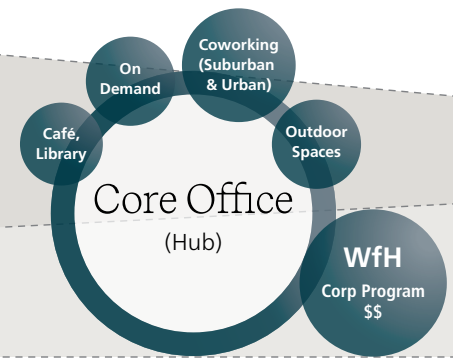 Coworking
(Suburban
& Urban)
On
Demand
Café,
Library
Outdoor
Spaces
Core Office
(Hub)
WfH
Corp Program
$$